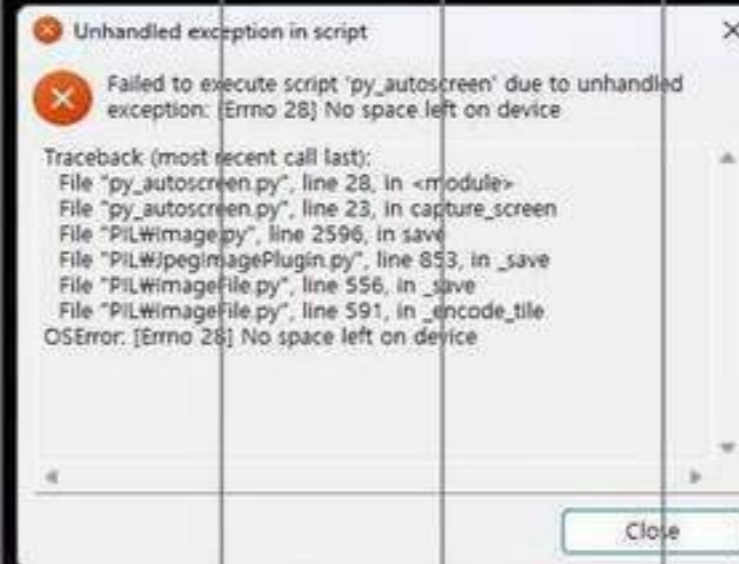 Unhandled exception in script
Failed to execute script 'py_autoscreen' due to unhandled
exception: [Errno 28] No space left on device
Traceback (most recent call last):
File "py_autoscreen.py", line 28, in <module>
File "py_autoscreen.py", line 23, in capture_screen
File "PIL₩Image.py", line 2596, in save
File "PIL₩JpegImagePlugin.py", line 853, in _save
File "PIL₩ImageFile.py", line 556, in _save
File "PIL₩ImageFile.py", line 591, in _encode_tile
OSError: [Errno 28] No space left on device
Close